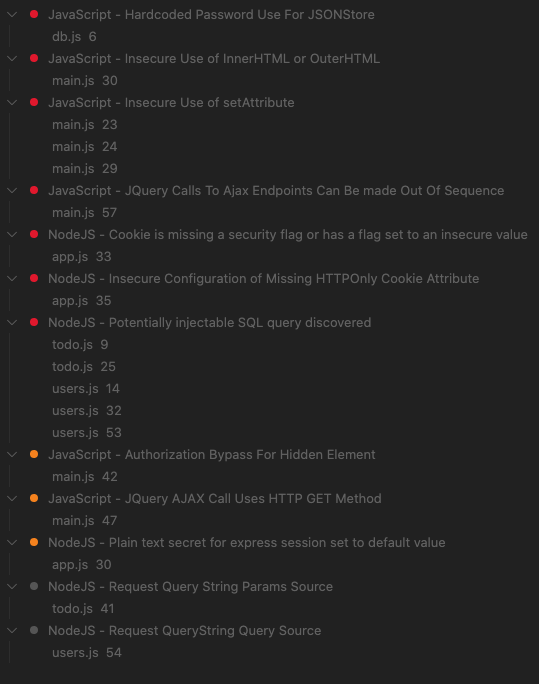 JavaScript - Hardcoded Password Use For JSONStore
db.js 6
JavaScript - Insecure Use of InnerHTML or OuterHTML
main.js 30
JavaScript - Insecure Use of setAttribute
main.js 23
main.js 24
main.js 29
JavaScript - JQuery Calls To Ajax Endpoints Can Be made Out Of Sequence
main.js 57
NodeJS - Cookie is missing a security flag or has a flag set to an insecure value
app.js 33
NodeJS - Insecure Configuration of Missing HTTPOnly Cookie Attribute
app.js 35
NodeJS - Potentially injectable SQL query discovered
todo.js 9
todo.js 25
users.js 14
users.js 32
users.js 53
JavaScript - Authorization Bypass For Hidden Element
main.js 42
JavaScript - JQuery AJAX Call Uses HTTP GET Method
main.js 47
NodeJS - Plain text secret for express session set to default value
app.js 30
NodeJS - Request Query String Params Source
todo.js 41
NodeJS - Request QueryString Query Source
users.js 54